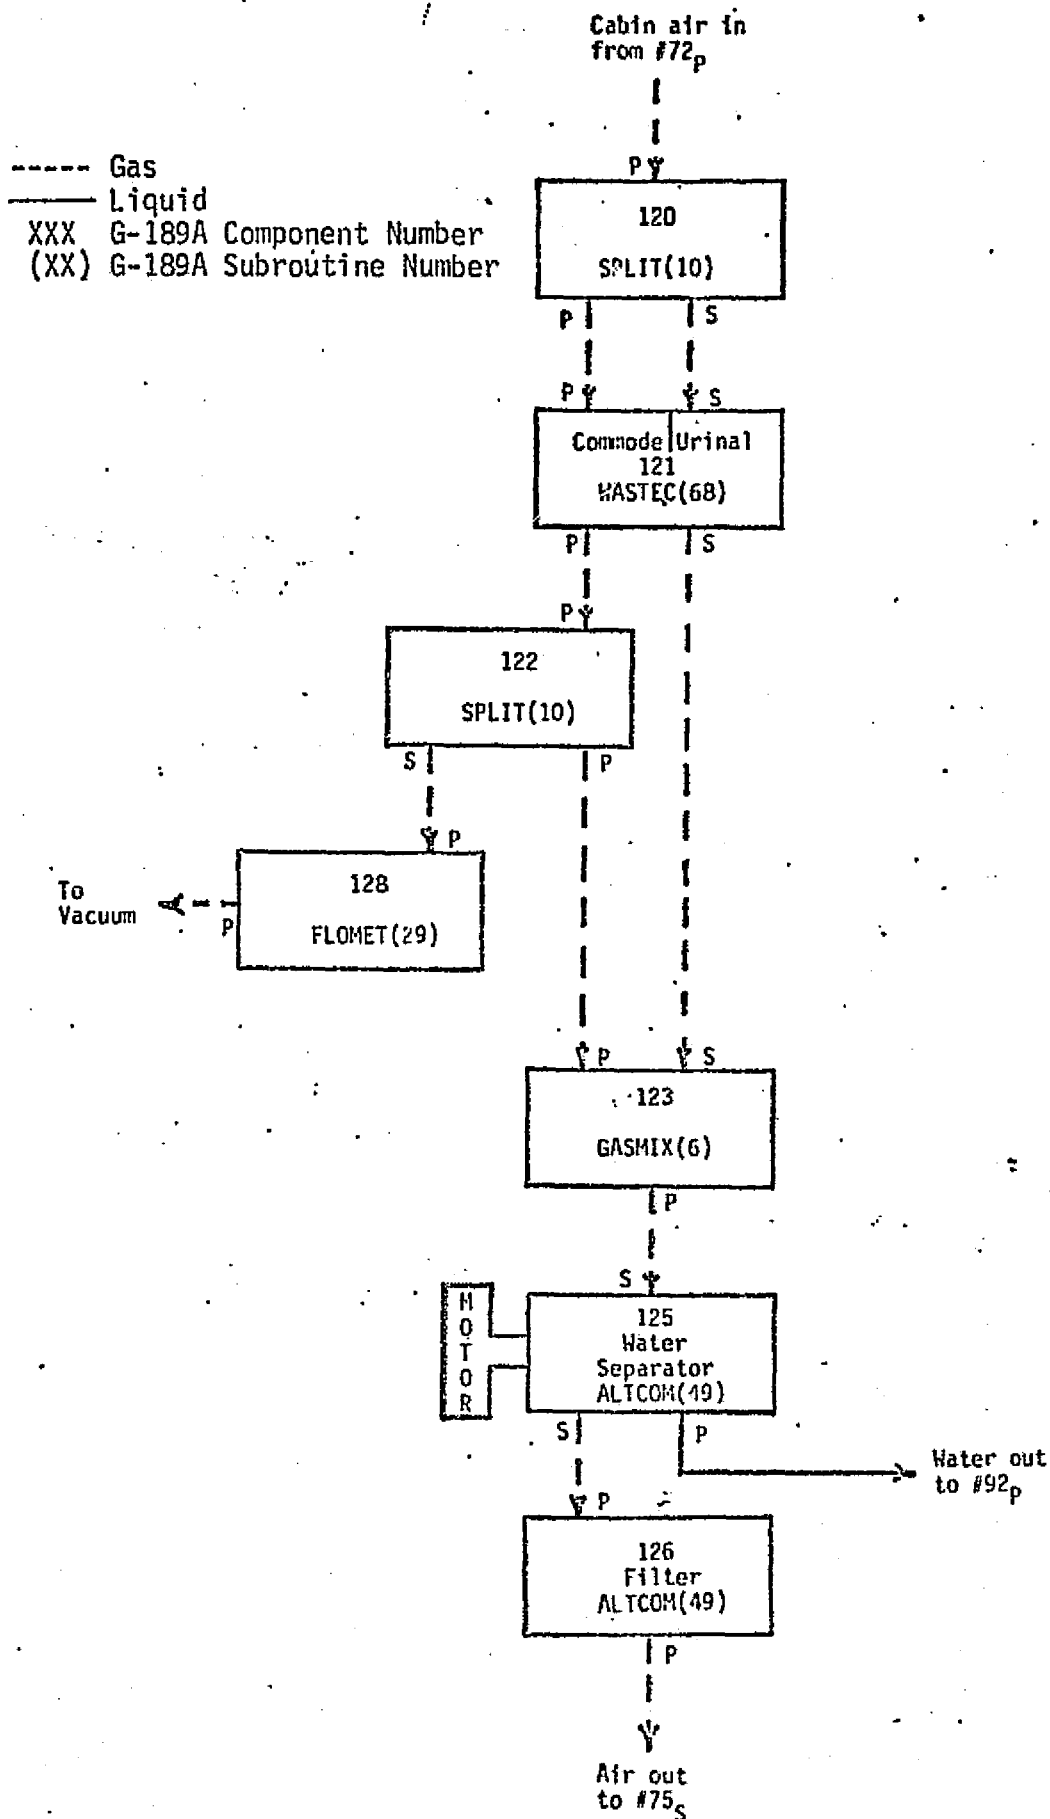 Cabin air in
from #72P
P
----- Gas
——— Liquid
XXX G-189A Component Number
(XX) G-189A Subroutine Number
120
SPLIT(10)
P S
P S
Commode Urinal
121
WASTEC(68)
P S
P
122
SPLIT(10)
S P
P
128
FLOMET(29)
P
To
Vacuum
P S
123
GASMIX(6)
P
S
MOTOR
125
Water
Separator
ALTCOM(49)
S P
Water out
to #92P
P
126
Filter
ALTCOM(49)
P
Air out
to #75S